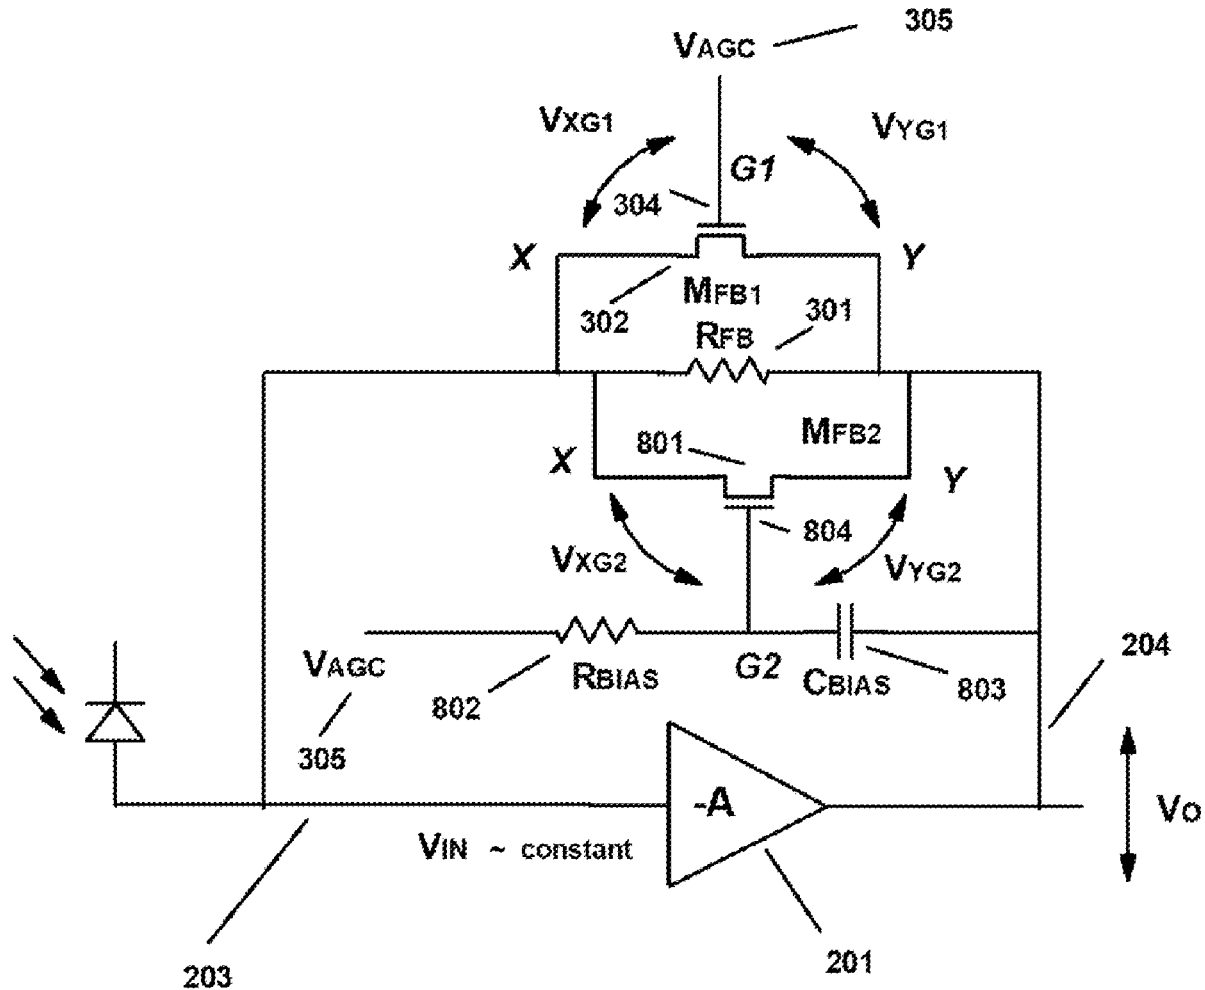 305
VAGC
VXG1
VYG1
G1
304
X
Y
MFB1
302
301
RFB
MFB2
801
X
Y
804
VXG2
VYG2
VAGC
RBIAS
G2
CBIAS
803
204
802
305
-A
VO
VIN ~ constant
203
201